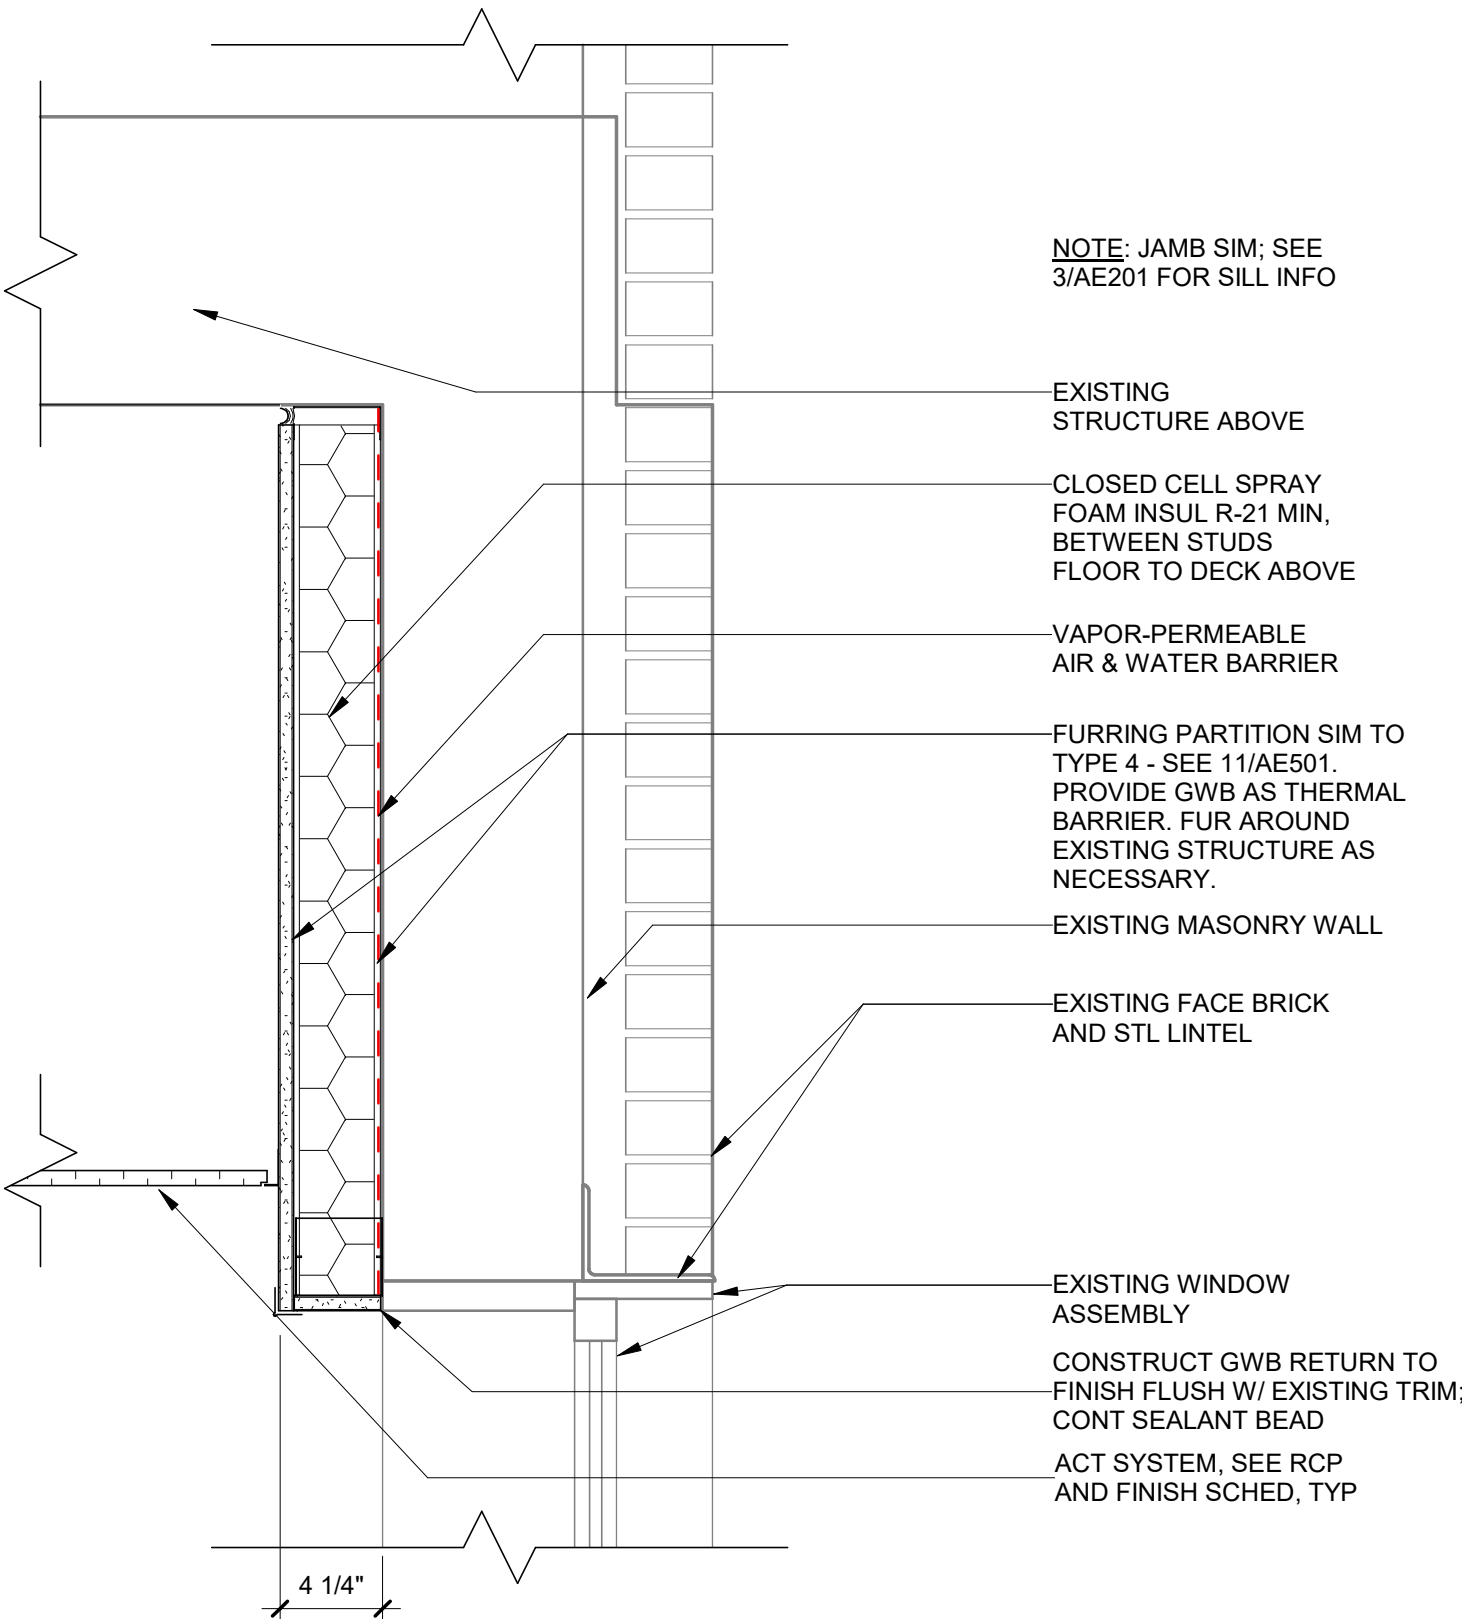 NOTE: JAMB SIM; SEE
3/AE201 FOR SILL INFO
EXISTING
STRUCTURE ABOVE
CLOSED CELL SPRAY
FOAM INSUL R-21 MIN,
BETWEEN STUDS
FLOOR TO DECK ABOVE
VAPOR-PERMEABLE
AIR & WATER BARRIER
FURRING PARTITION SIM TO
TYPE 4 - SEE 11/AE501.
PROVIDE GWB AS THERMAL
BARRIER. FUR AROUND
EXISTING STRUCTURE AS
NECESSARY.
EXISTING MASONRY WALL
EXISTING FACE BRICK
AND STL LINTEL
EXISTING WINDOW
ASSEMBLY
CONSTRUCT GWB RETURN TO
FINISH FLUSH W/ EXISTING TRIM;
CONT SEALANT BEAD
ACT SYSTEM, SEE RCP
AND FINISH SCHED, TYP
4 1/4"